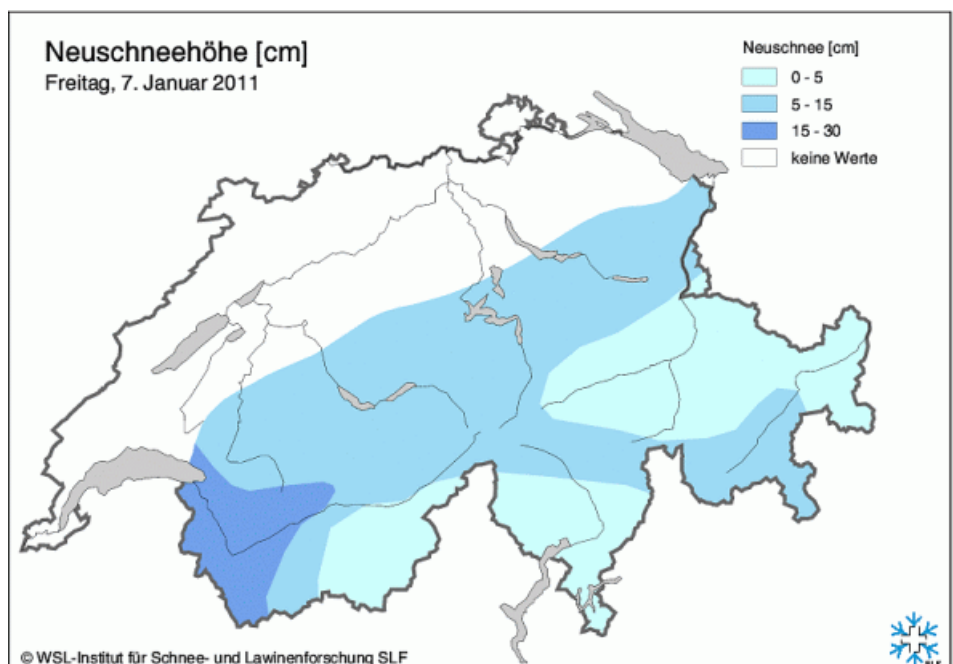 Neuschneehöhe [cm]
Freitag, 7. Januar 2011
Neuschnee [cm]
0 - 5
5 - 15
15 - 30
keine Werte
© WSL-Institut für Schnee- und Lawinenforschung SLF